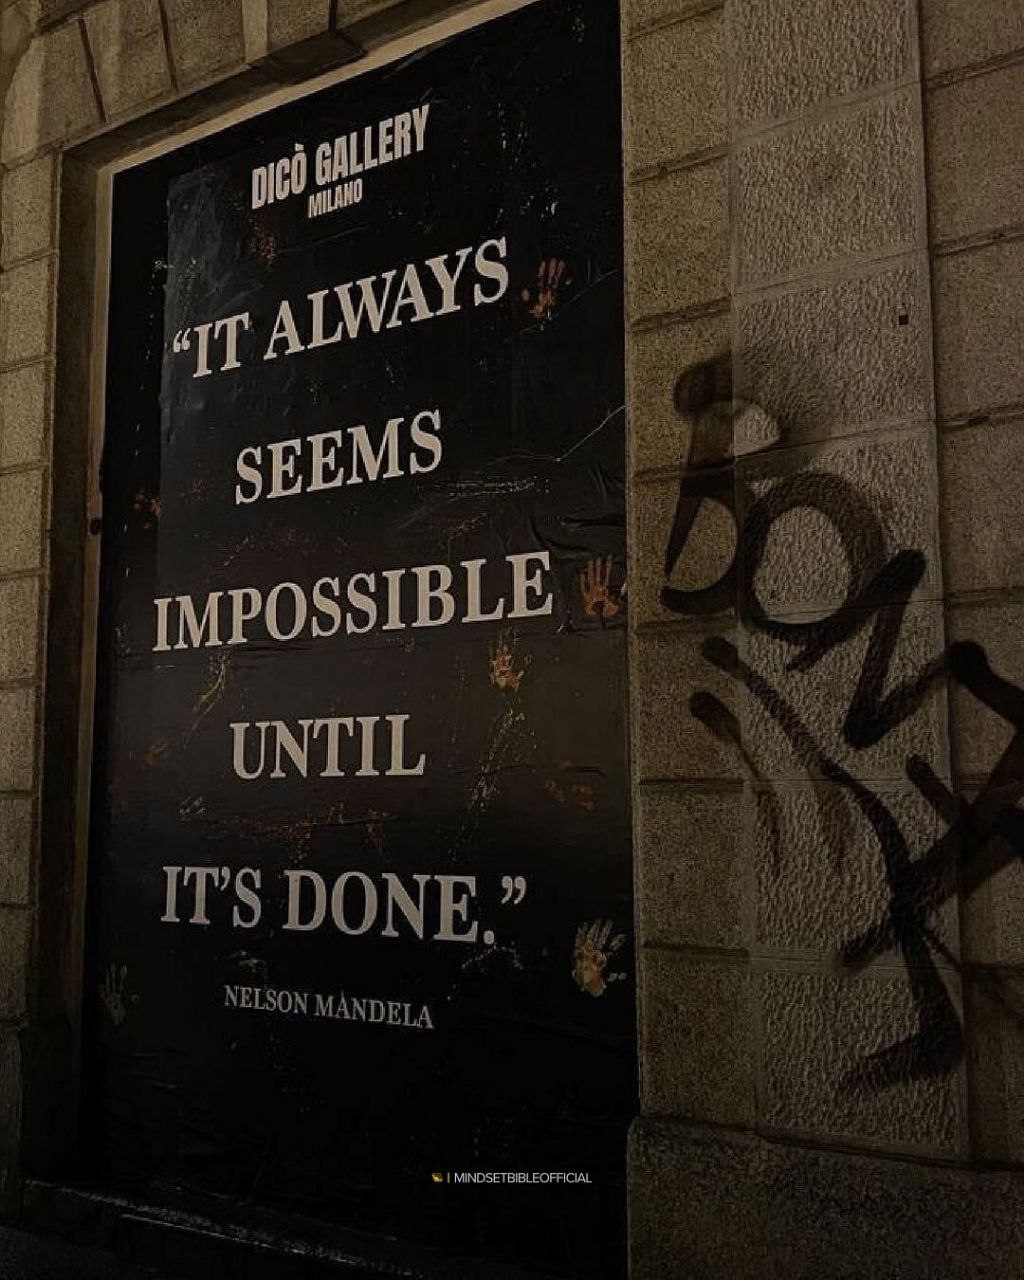 DICÒ GALLERY
MILANO
“IT ALWAYS
SEEMS
IMPOSSIBLE
UNTIL
IT’S DONE.”
NELSON MANDELA
| MINDSETBIBLEOFFICIAL